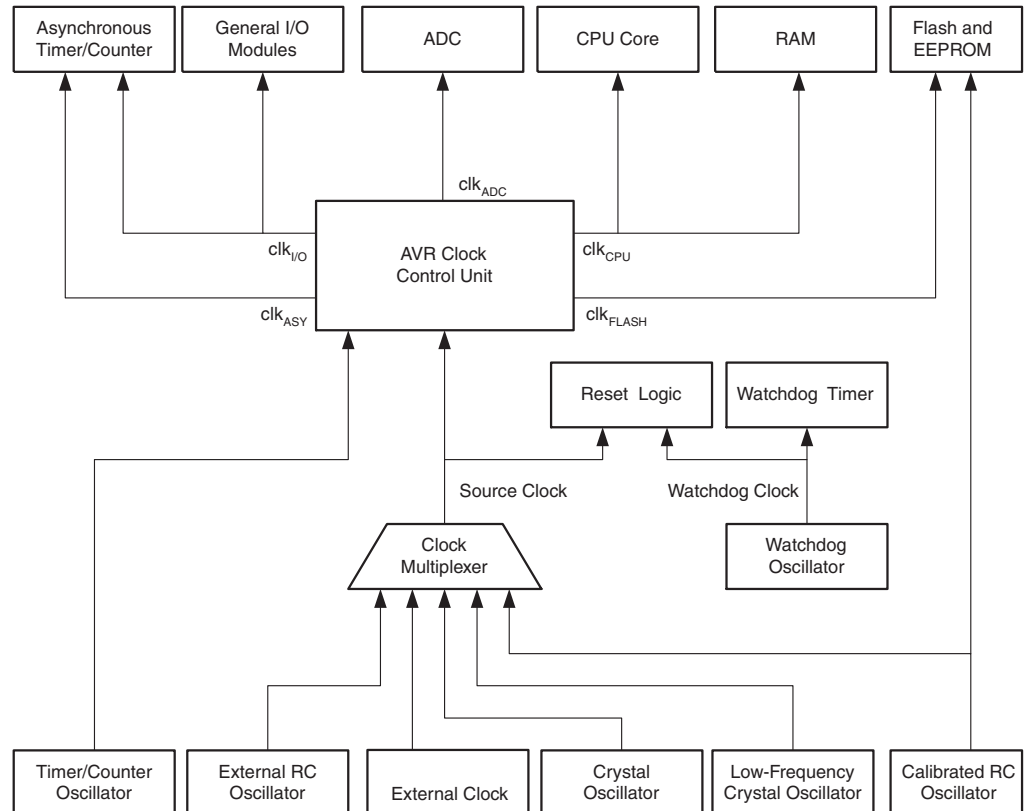 Asynchronous
Timer/Counter
General I/O
Modules
ADC
CPU Core
RAM
Flash and
EEPROM
clkADC
clkI/O
AVR Clock
Control Unit
clkCPU
clkASY
clkFLASH
Reset Logic
Watchdog Timer
Source Clock
Watchdog Clock
Clock
Multiplexer
Watchdog
Oscillator
Timer/Counter
Oscillator
External RC
Oscillator
External Clock
Crystal
Oscillator
Low-Frequency
Crystal Oscillator
Calibrated RC
Oscillator